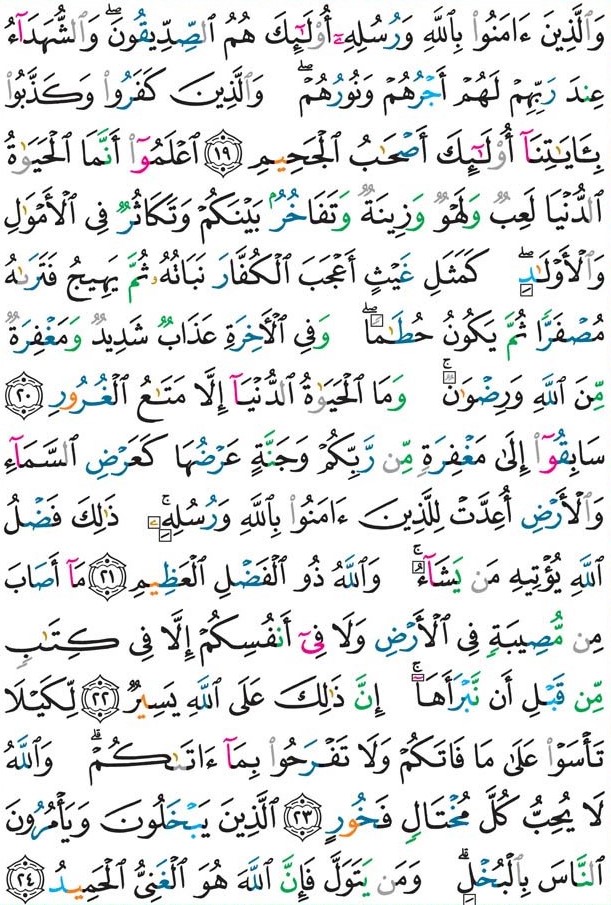 وَٱلَّذِينَ ءَامَنُوا۟ بِٱللَّهِ وَرُسُلِهِۦٓ أُو۟لَـٰٓئِكَ هُمُ ٱلصِّدِّيقُونَ ۖ وَٱلشُّهَدَآءُ
عِندَ رَبِّهِمْ لَهُمْ أَجْرُهُمْ وَنُورُهُمْ ۖ وَٱلَّذِينَ كَفَرُوا۟ وَكَذَّبُوا۟
بِـَٔايَـٰتِنَآ أُو۟لَـٰٓئِكَ أَصْحَـٰبُ ٱلْجَحِيمِ ١٩ ٱعْلَمُوٓا۟ أَنَّمَا ٱلْحَيَوٰةُ
ٱلدُّنْيَا لَعِبٌ وَلَهْوٌ وَزِينَةٌ وَتَفَاخُرٌۢ بَيْنَكُمْ وَتَكَاثُرٌ فِى ٱلْأَمْوَٰلِ
وَٱلْأَوْلَـٰدِ ۖ كَمَثَلِ غَيْثٍ أَعْجَبَ ٱلْكُفَّارَ نَبَاتُهُۥ ثُمَّ يَهِيجُ فَتَرَىٰهُ
مُصْفَرًّا ثُمَّ يَكُونُ حُطَـٰمًا ۖ وَفِى ٱلْـَٔاخِرَةِ عَذَابٌ شَدِيدٌ وَمَغْفِرَةٌ
مِّنَ ٱللَّهِ وَرِضْوَٰنٌ ۚ وَمَا ٱلْحَيَوٰةُ ٱلدُّنْيَآ إِلَّا مَتَـٰعُ ٱلْغُرُورِ ٢٠
سَابِقُوٓا۟ إِلَىٰ مَغْفِرَةٍ مِّن رَّبِّكُمْ وَجَنَّةٍ عَرْضُهَا كَعَرْضِ ٱلسَّمَآءِ
وَٱلْأَرْضِ أُعِدَّتْ لِلَّذِينَ ءَامَنُوا۟ بِٱللَّهِ وَرُسُلِهِۦ ۚ ذَٰلِكَ فَضْلُ
ٱللَّهِ يُؤْتِيهِ مَن يَشَآءُ ۚ وَٱللَّهُ ذُو ٱلْفَضْلِ ٱلْعَظِيمِ ٢١ مَآ أَصَابَ
مِن مُّصِيبَةٍ فِى ٱلْأَرْضِ وَلَا فِىٓ أَنفُسِكُمْ إِلَّا فِى كِتَـٰبٍ
مِّن قَبْلِ أَن نَّبْرَأَهَآ ۚ إِنَّ ذَٰلِكَ عَلَى ٱللَّهِ يَسِيرٌ ٢٢ لِّكَيْلَا
تَأْسَوْا۟ عَلَىٰ مَا فَاتَكُمْ وَلَا تَفْرَحُوا۟ بِمَآ ءَاتَىٰكُمْ ۗ وَٱللَّهُ
لَا يُحِبُّ كُلَّ مُخْتَالٍ فَخُورٍ ٢٣ ٱلَّذِينَ يَبْخَلُونَ وَيَأْمُرُونَ
ٱلنَّاسَ بِٱلْبُخْلِ ۗ وَمَن يَتَوَلَّ فَإِنَّ ٱللَّهَ هُوَ ٱلْغَنِىُّ ٱلْحَمِيدُ ٢٤